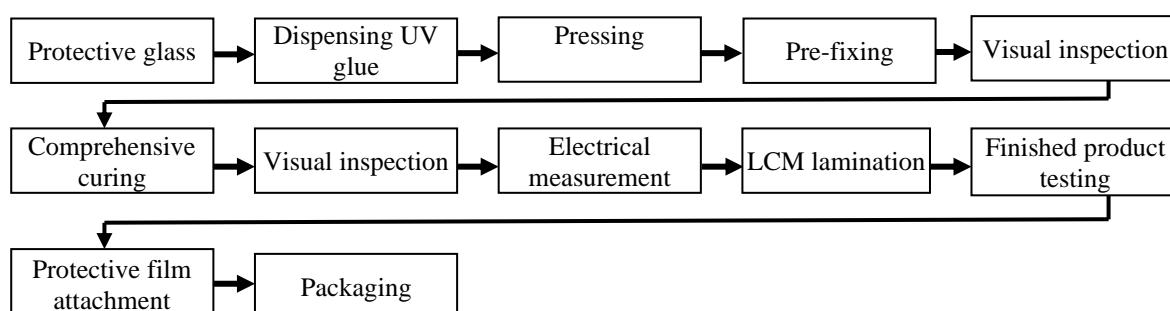 Protective glass
Dispensing UV
glue
Pressing
Pre-fixing
Visual inspection
Comprehensive
curing
Visual inspection
Electrical
measurement
LCM lamination
Finished product
testing
Protective film
attachment
Packaging